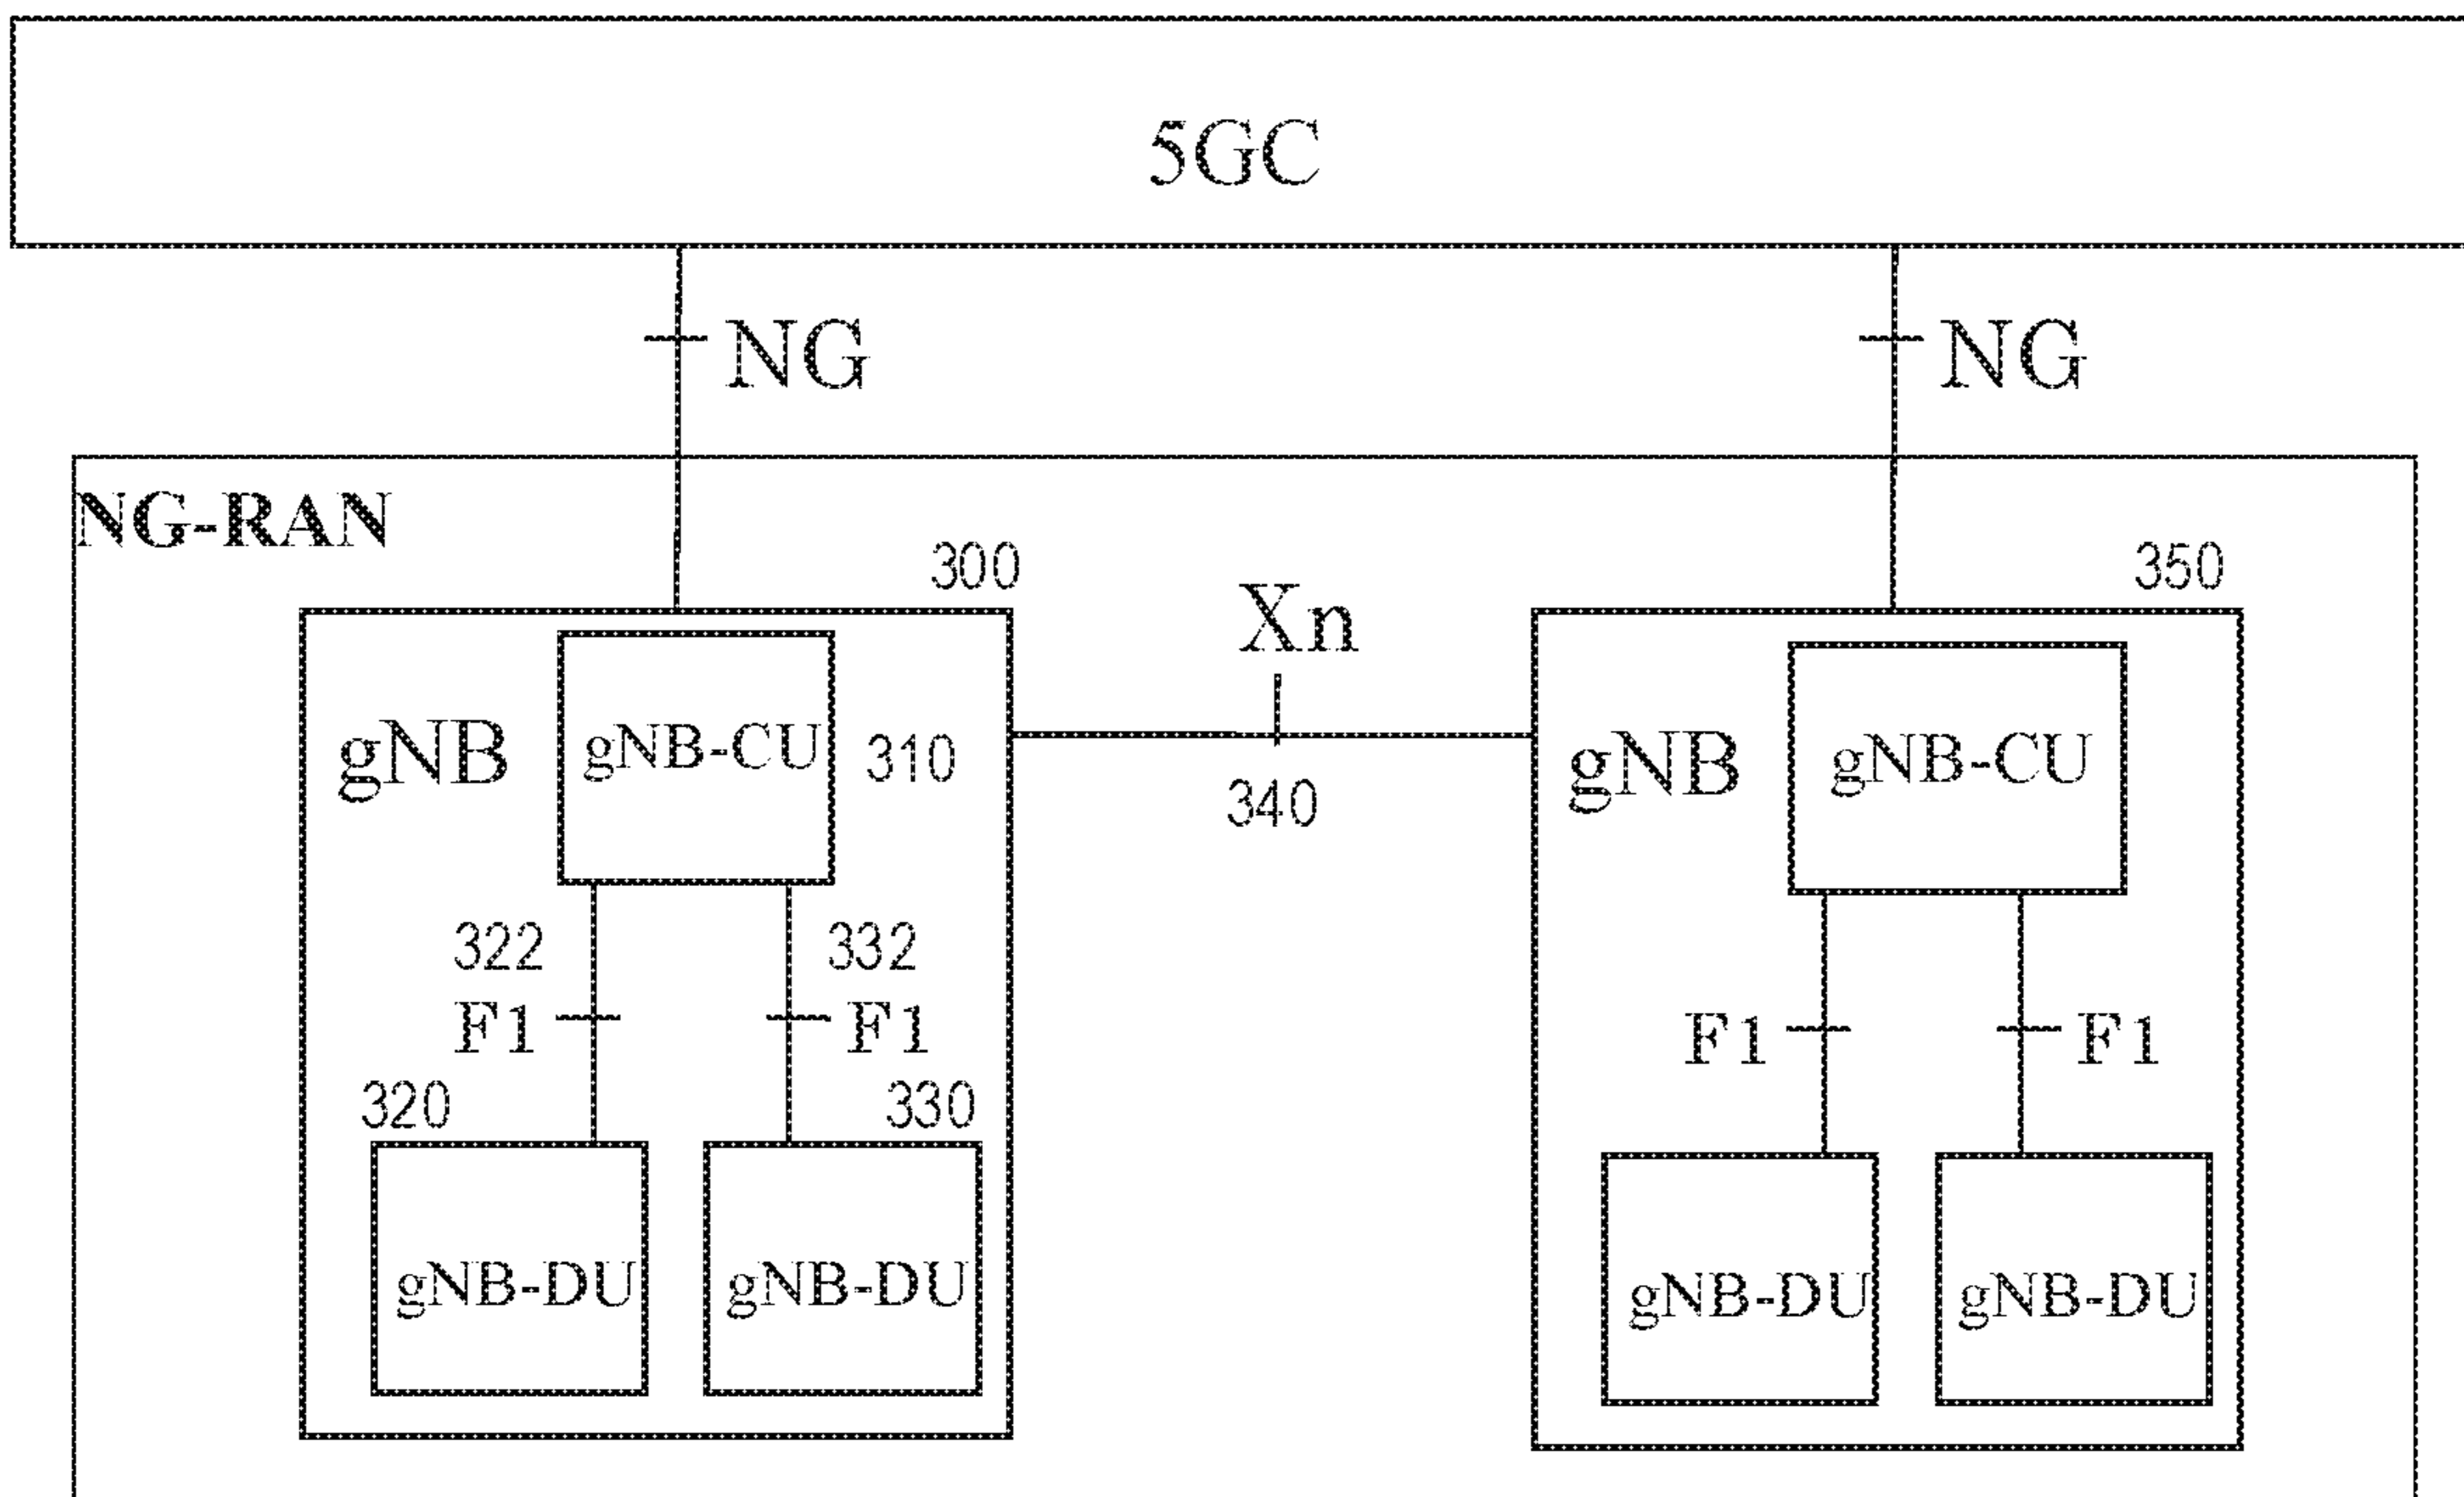 5GC
NG NG
NG-RAN
300 350
Xn
gNB gNB-CU 310 gNB gNB-CU
340
322 332
F1 F1 F1 F1
320 330
gNB-DU gNB-DU gNB-DU gNB-DU